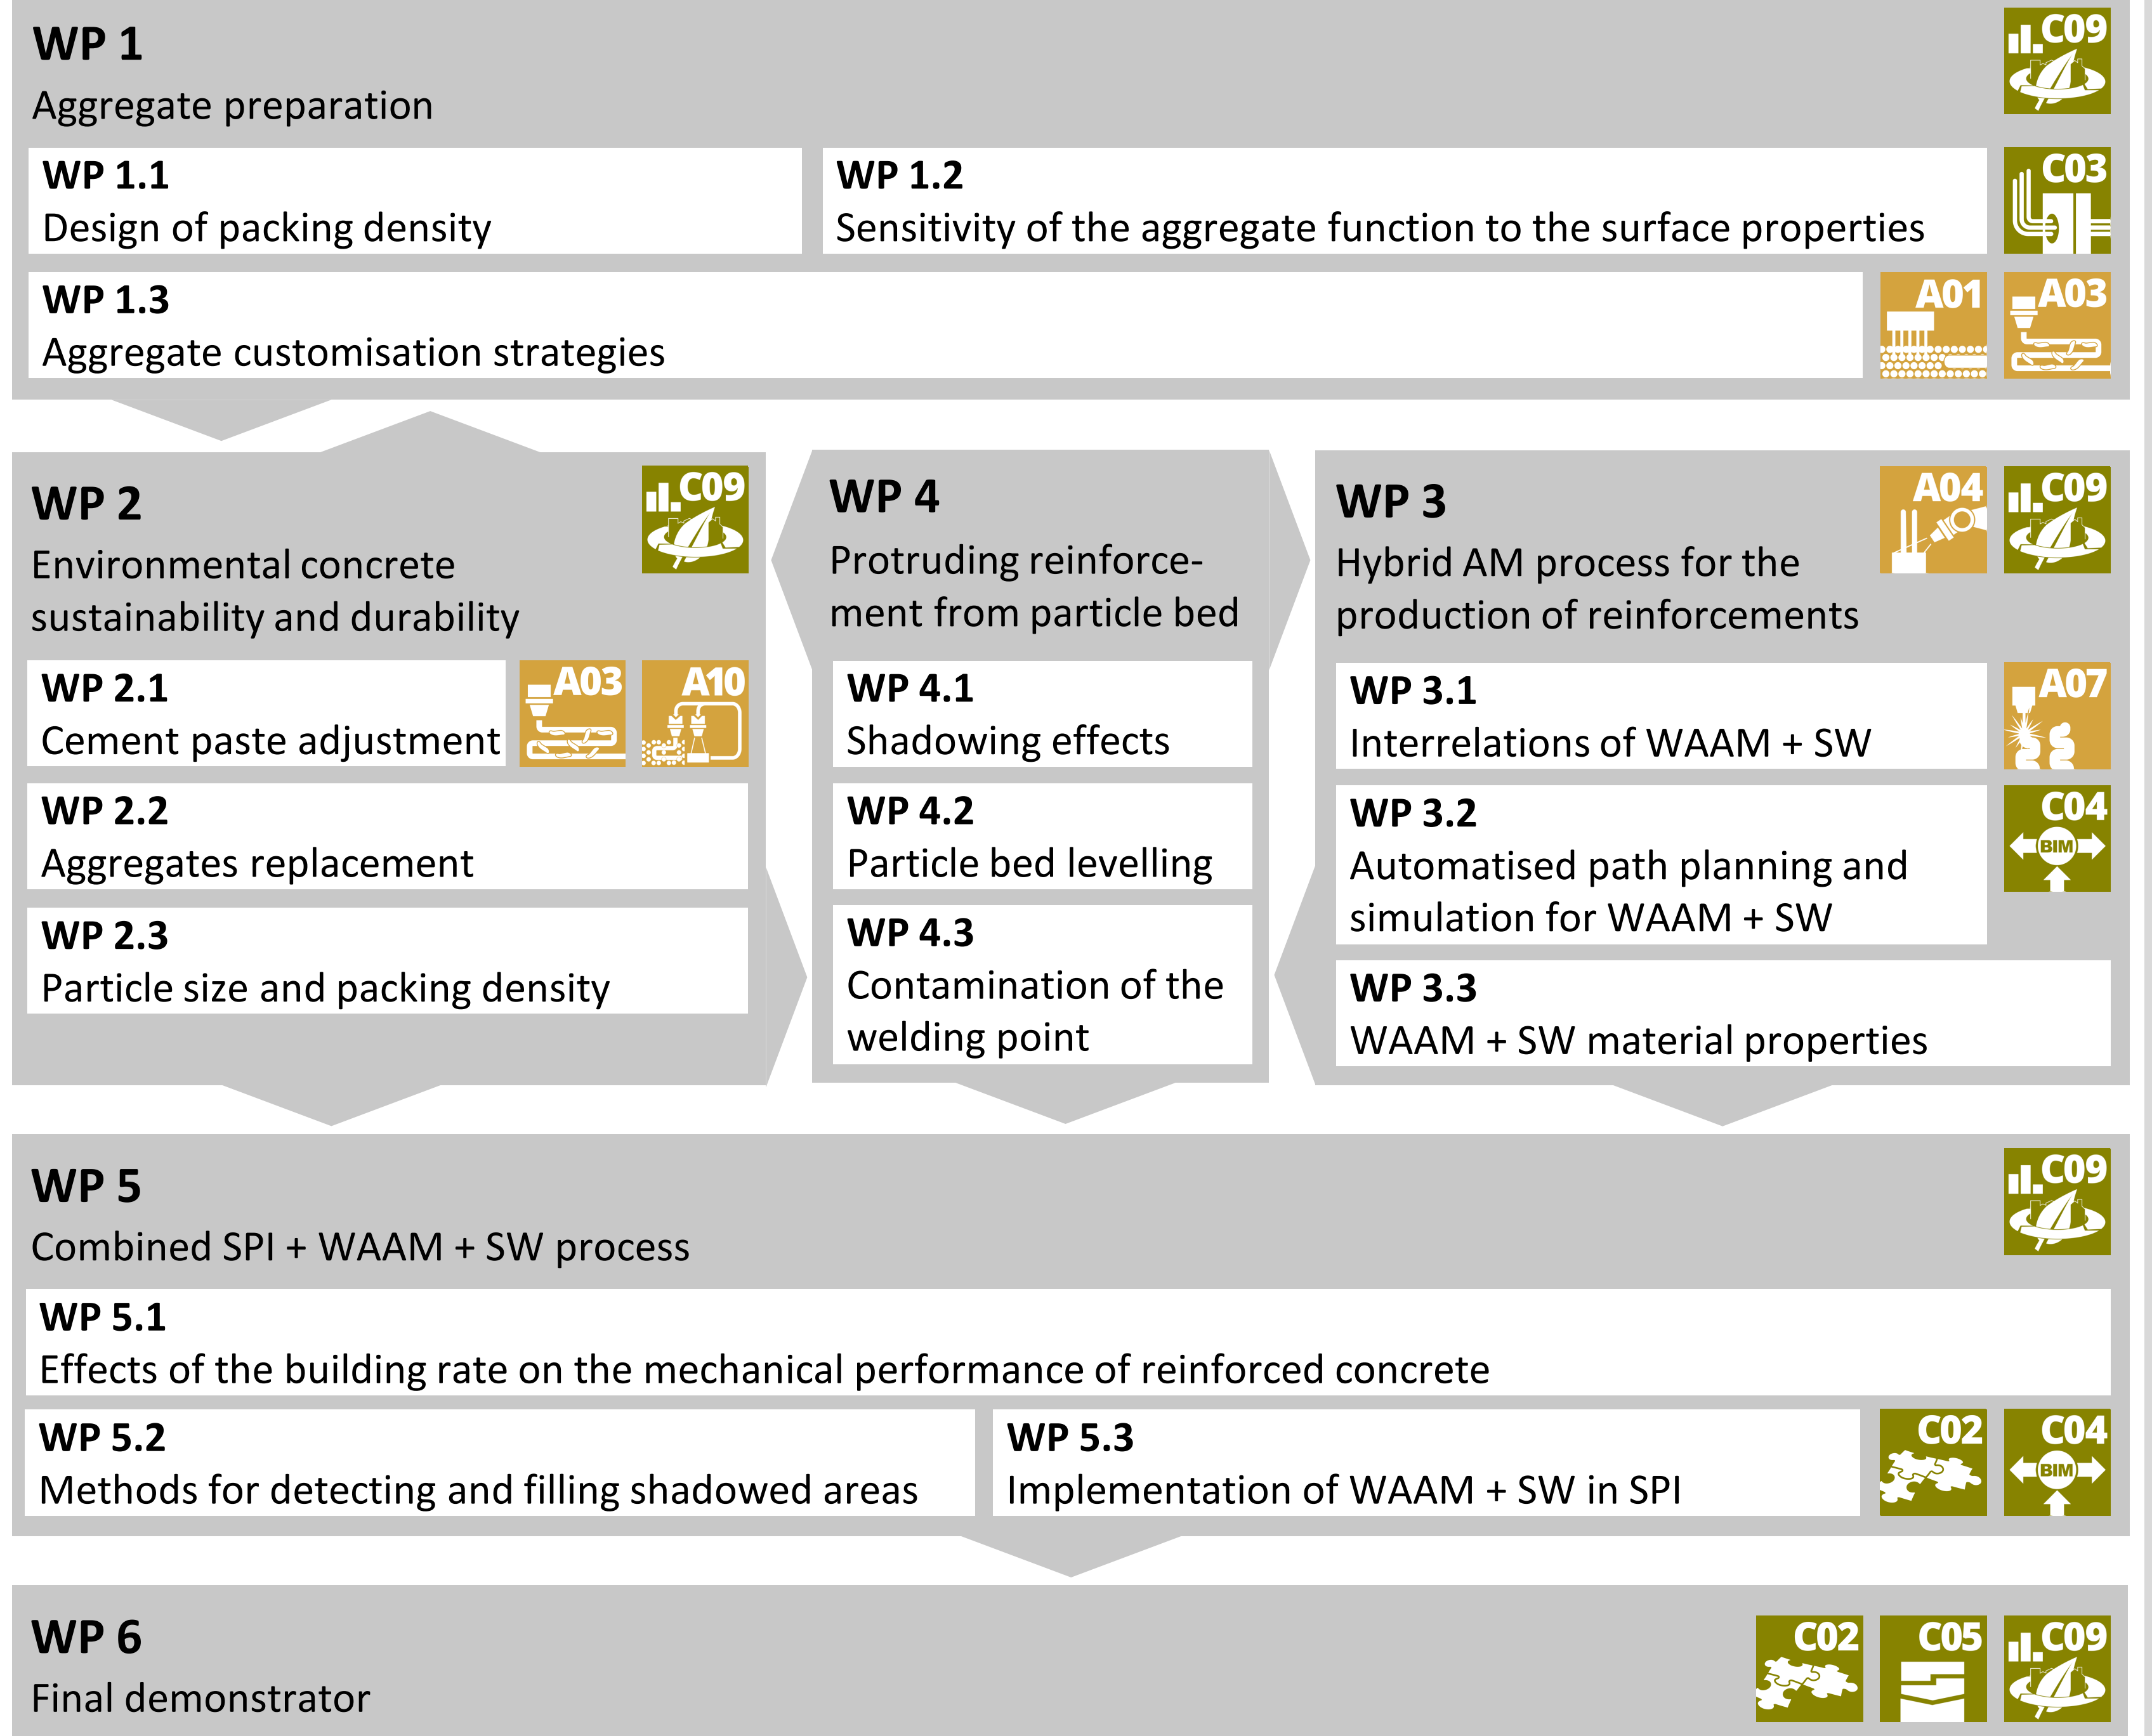 WP 1
C09
Aggregate preparation
WP 1.1
Design of packing density
WP 1.2
Sensitivity of the aggregate function to the surface properties
C03
WP 1.3
Aggregate customisation strategies
A01
A03
WP 2
C09
Environmental concrete
sustainability and durability
WP 2.1
Cement paste adjustment
A03
A10
WP 2.2
Aggregates replacement
WP 2.3
Particle size and packing density
WP 4
Protruding reinforce-
ment from particle bed
WP 4.1
Shadowing effects
WP 4.2
Particle bed levelling
WP 4.3
Contamination of the
welding point
WP 3
A04
C09
Hybrid AM process for the
production of reinforcements
WP 3.1
Interrelations of WAAM + SW
A07
WP 3.2
Automatised path planning and
simulation for WAAM + SW
C04
BIM
WP 3.3
WAAM + SW material properties
WP 5
C09
Combined SPI + WAAM + SW process
WP 5.1
Effects of the building rate on the mechanical performance of reinforced concrete
WP 5.2
Methods for detecting and filling shadowed areas
WP 5.3
Implementation of WAAM + SW in SPI
C02
C04
BIM
WP 6
Final demonstrator
C02
C05
C09